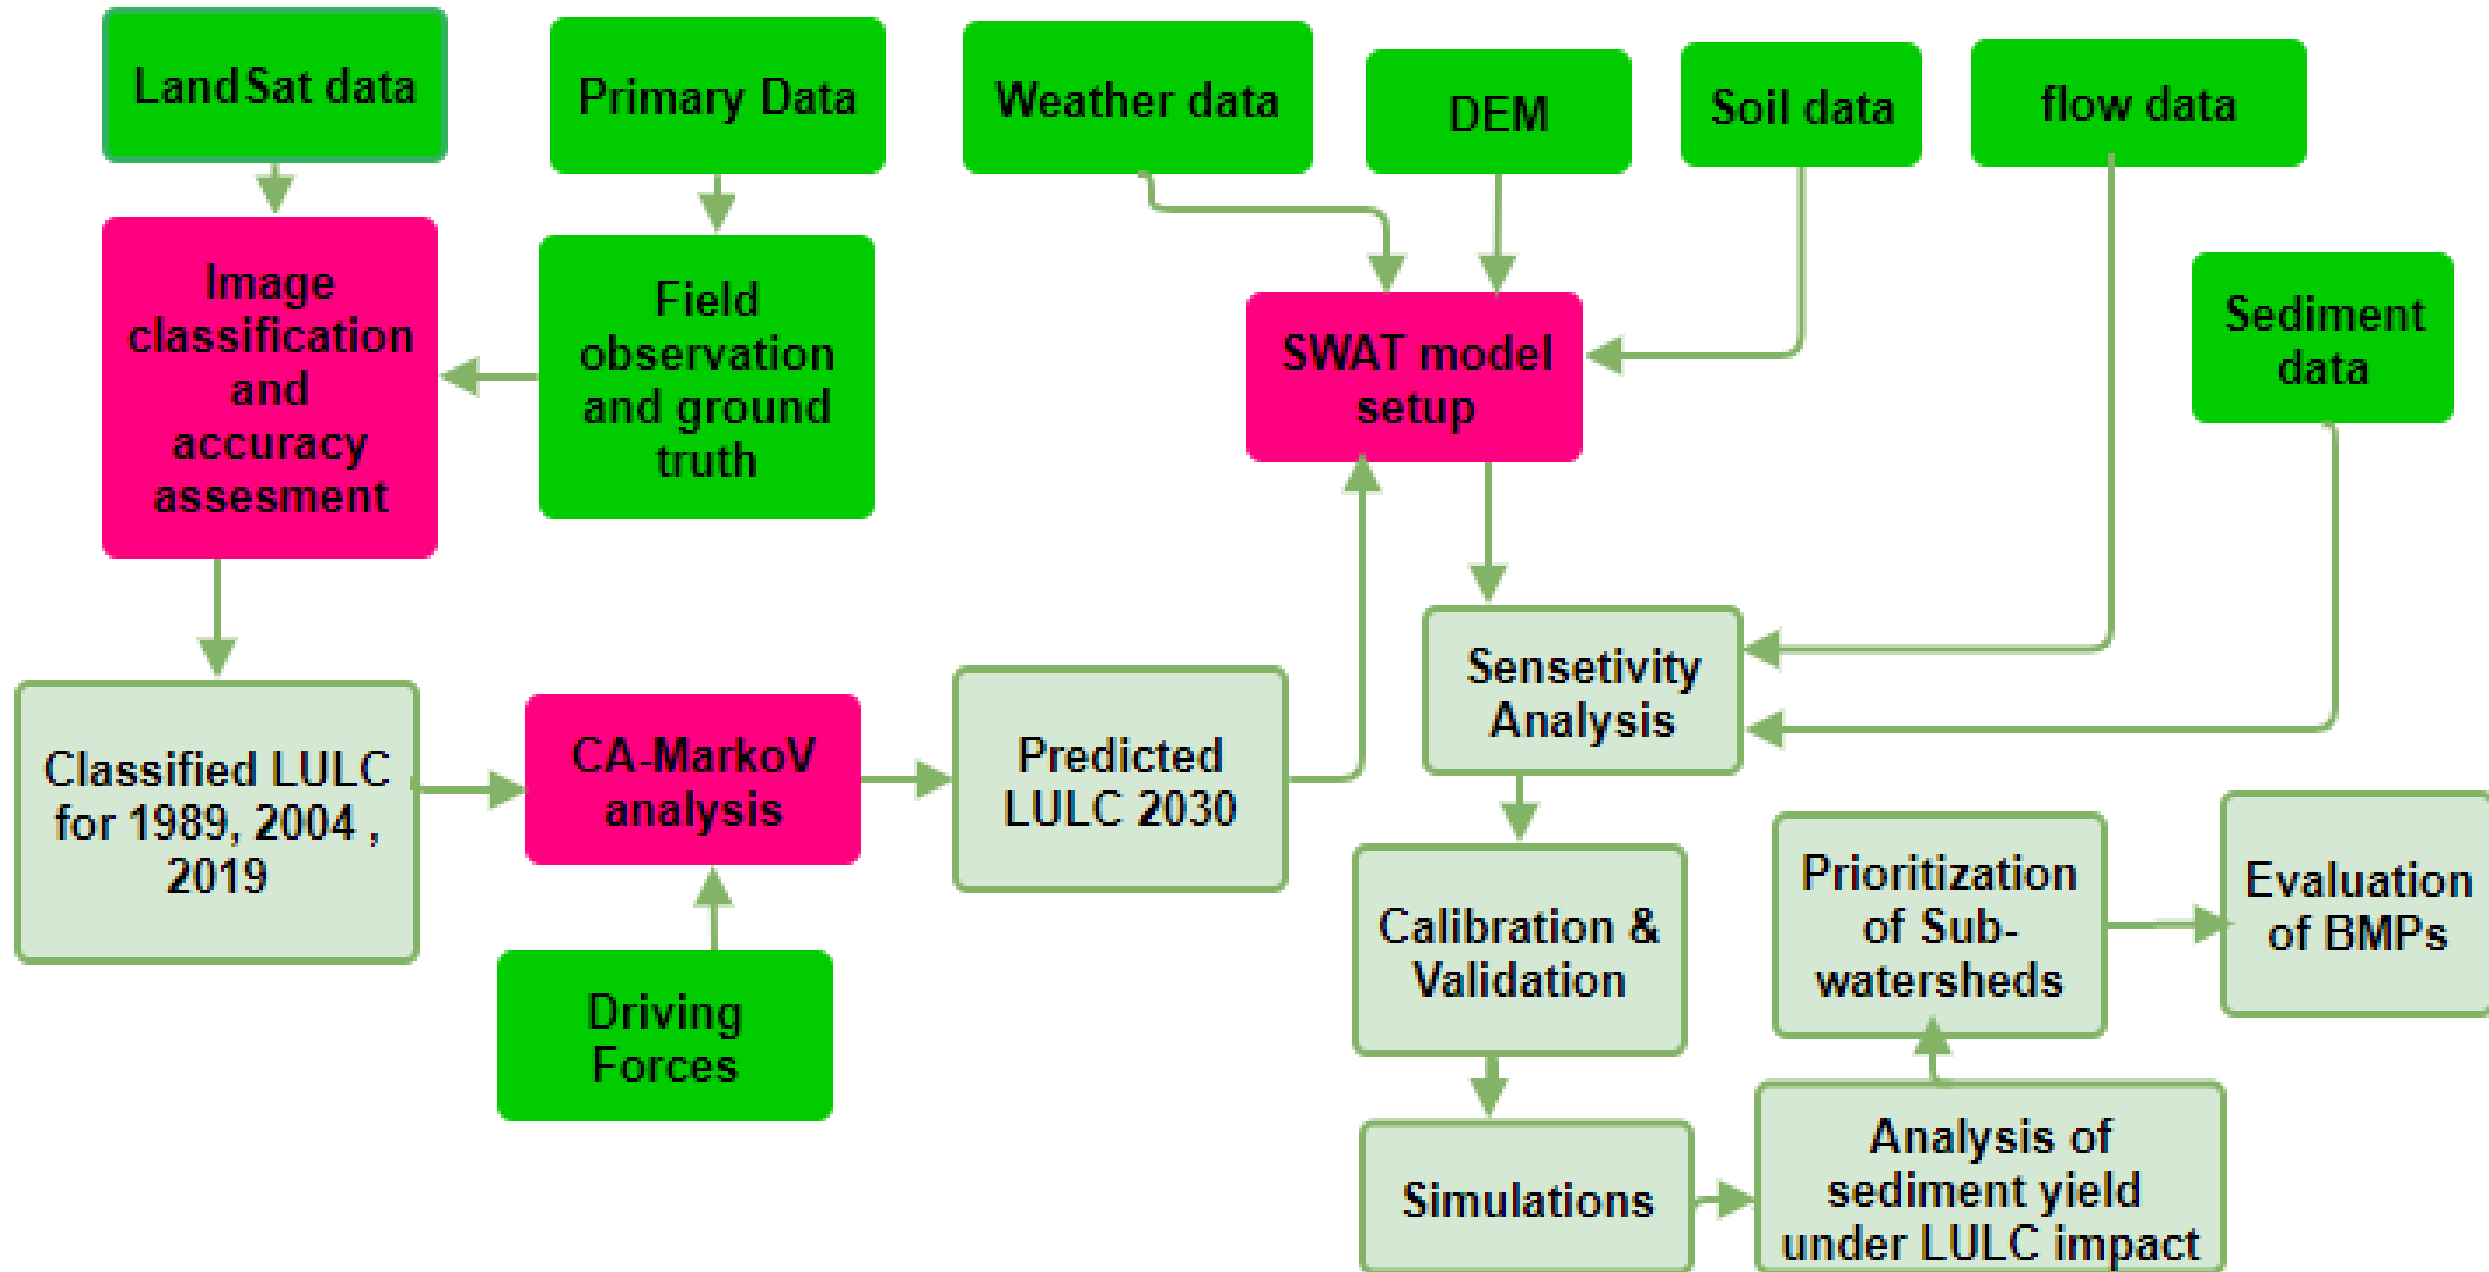 LandSat data
Primary Data
Weather data
DEM
Soil data
flow data
Image
classification
and
accuracy
assesment
Field
observation
and ground
truth
SWAT model
setup
Sediment
data
Sensetivity
Analysis
Classified LULC
for 1989, 2004 ,
2019
CA-MarkoV
analysis
Predicted
LULC 2030
Driving
Forces
Calibration &
Validation
Prioritization
of Sub-
watersheds
Evaluation
of BMPs
Simulations
Analysis of
sediment yield
under LULC impact